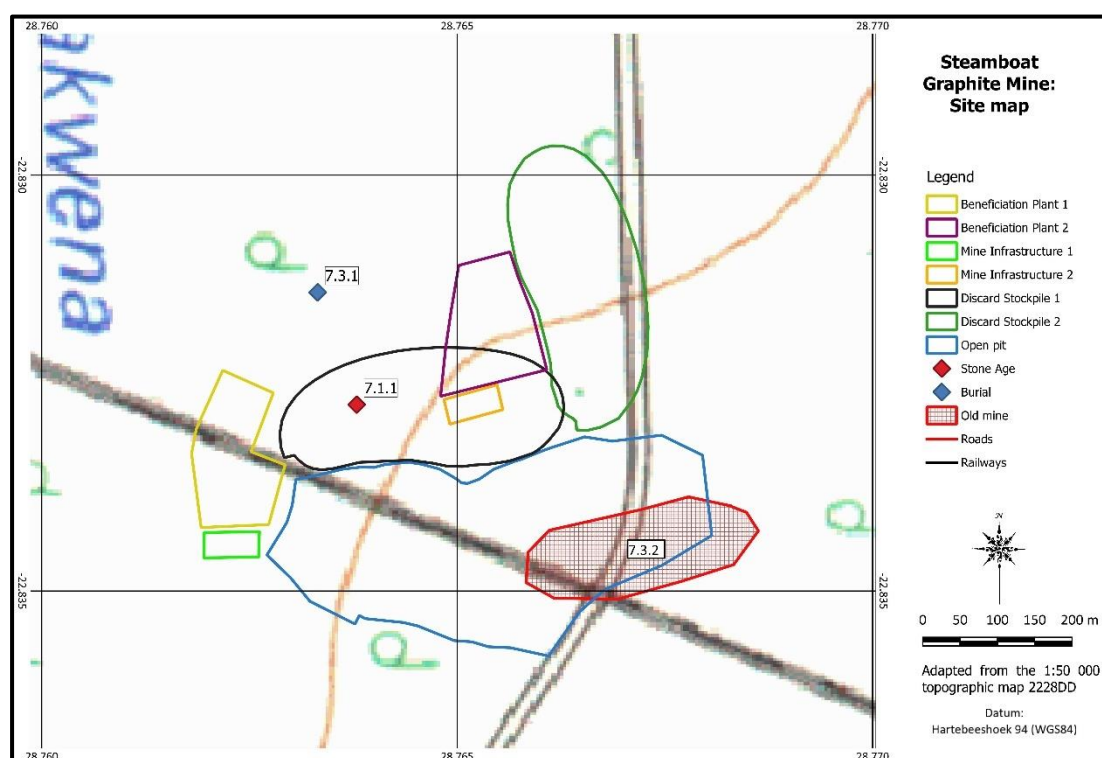 28.760
28.765
28.770
-22.830
-22.830
-22.835
-22.835
28.760
28.765
28.770
akwena
7.3.1
7.1.1
7.3.2
Steamboat
Graphite Mine:
Site map
Legend
Beneficiation Plant 1
Beneficiation Plant 2
Mine Infrastructure 1
Mine Infrastructure 2
Discard Stockpile 1
Discard Stockpile 2
Open pit
Stone Age
Burial
Old mine
Roads
Railways
N
0 50 100 150 200 m
Adapted from the 1:50 000
topographic map 2228DD
Datum:
Hartebeeshoek 94 (WGS84)